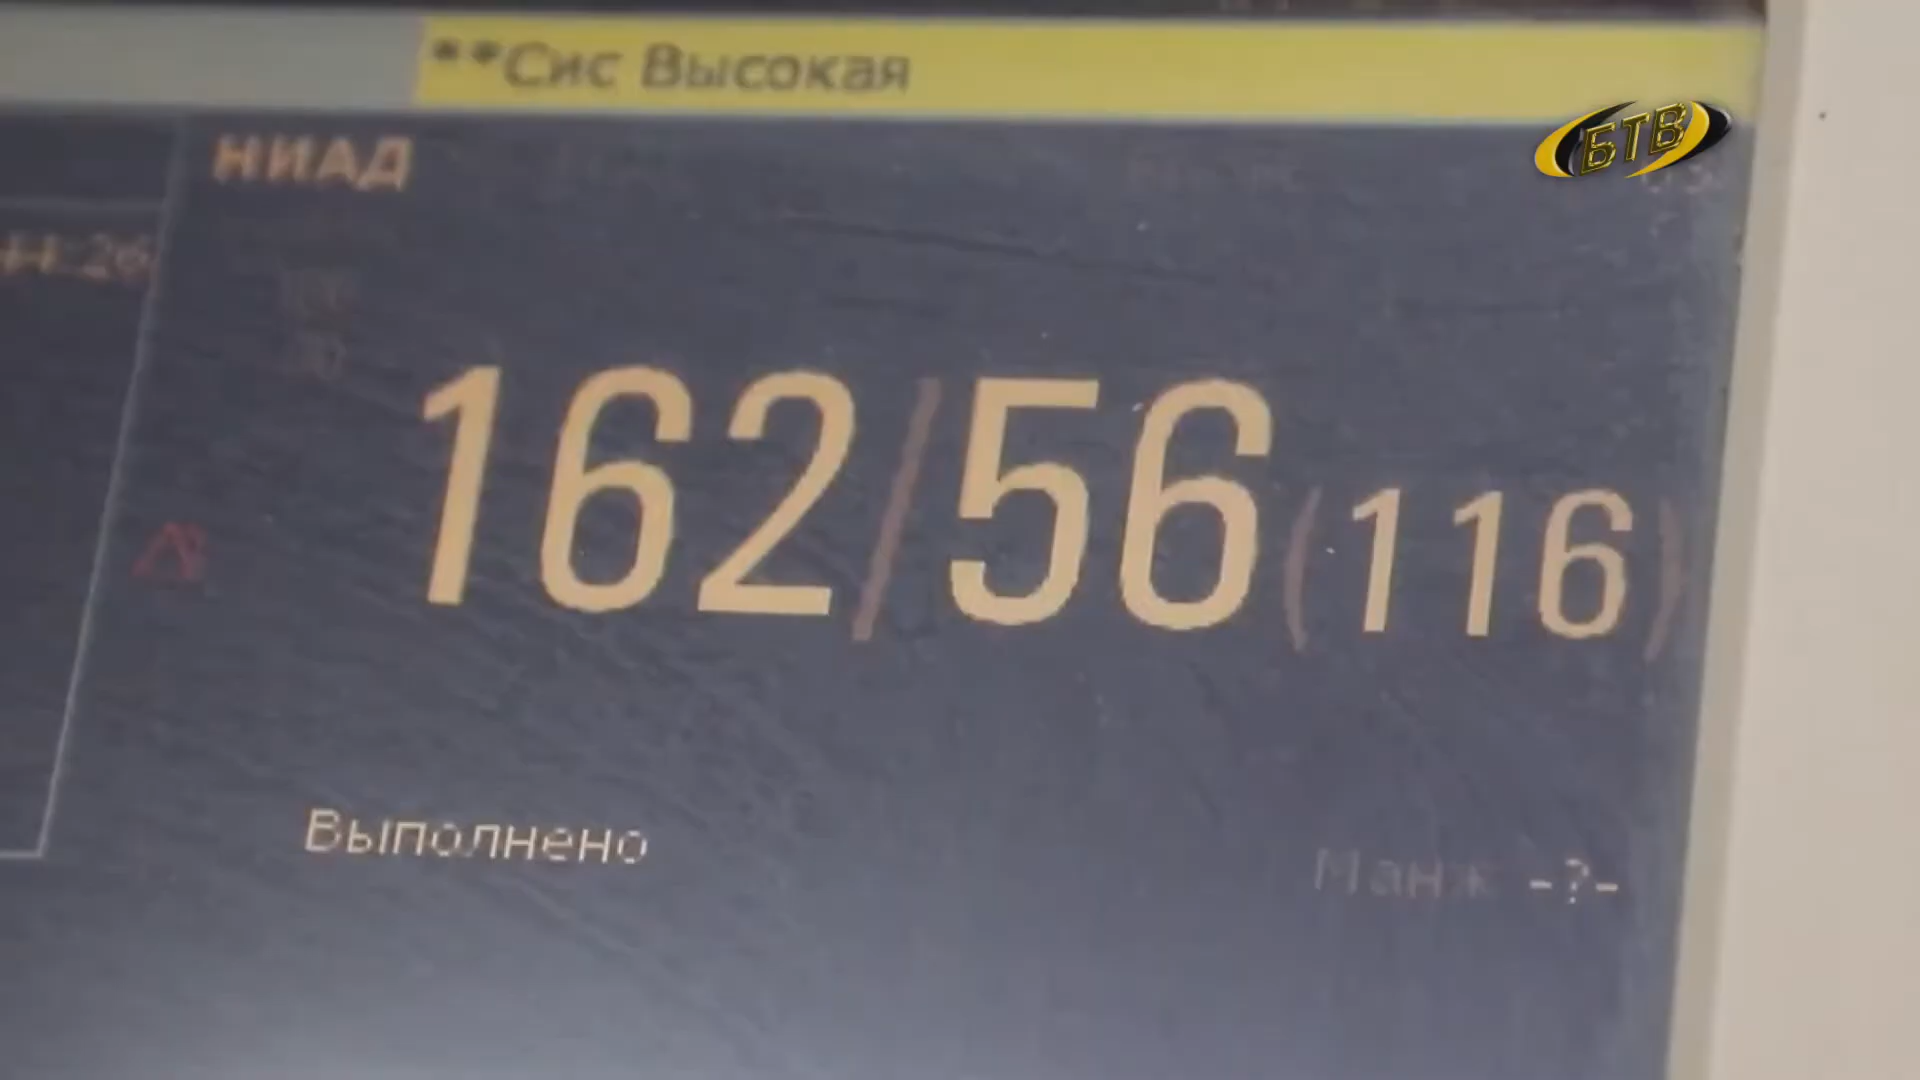 **Сис Высокая
БТВ
НИАД
162/56(116)
Выполнено
Манж -?-